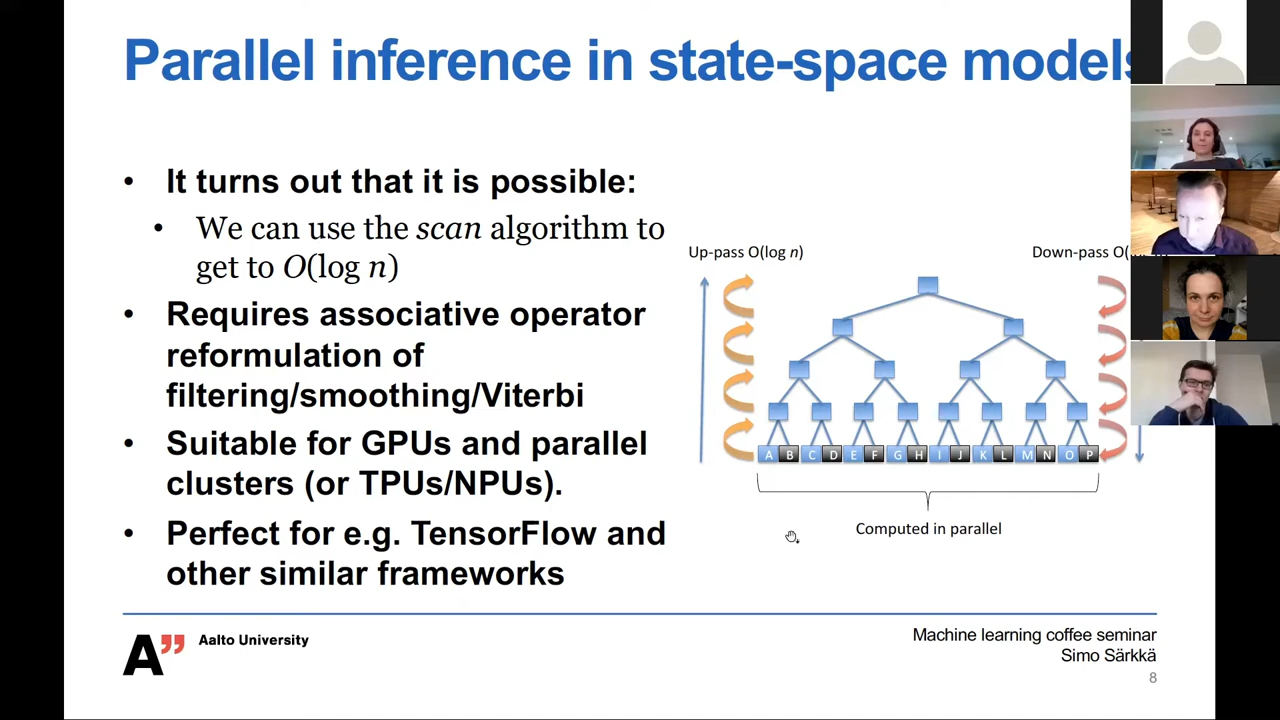 Parallel inference in state-space models
• It turns out that it is possible:
• We can use the scan algorithm to
get to O(log n)
• Requires associative operator
reformulation of
filtering/smoothing/Viterbi
• Suitable for GPUs and parallel
clusters (or TPUs/NPUs).
• Perfect for e.g. TensorFlow and
other similar frameworks
Up-pass O(log n)
Down-pass O(
A B C D E F G H I J K L M N O P
Computed in parallel
A”
Aalto University
Machine learning coffee seminar
Simo Särkkä
8